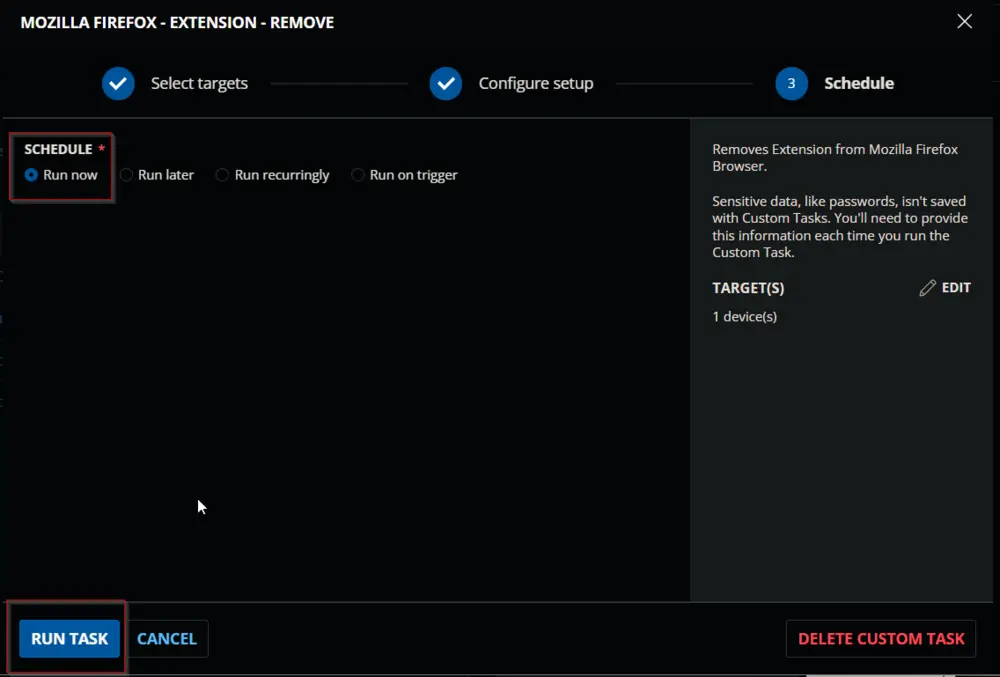 MOZILLA FIREFOX - EXTENSION - REMOVE
Select targets
Configure setup
3 Schedule
SCHEDULE *
Run now Run later Run recurringly Run on trigger
Removes Extension from Mozilla Firefox
Browser.
Sensitive data, like passwords, isn't saved
with Custom Tasks. You'll need to provide
this information each time you run the
Custom Task.
TARGET(S) EDIT
1 device(s)
RUN TASK CANCEL DELETE CUSTOM TASK